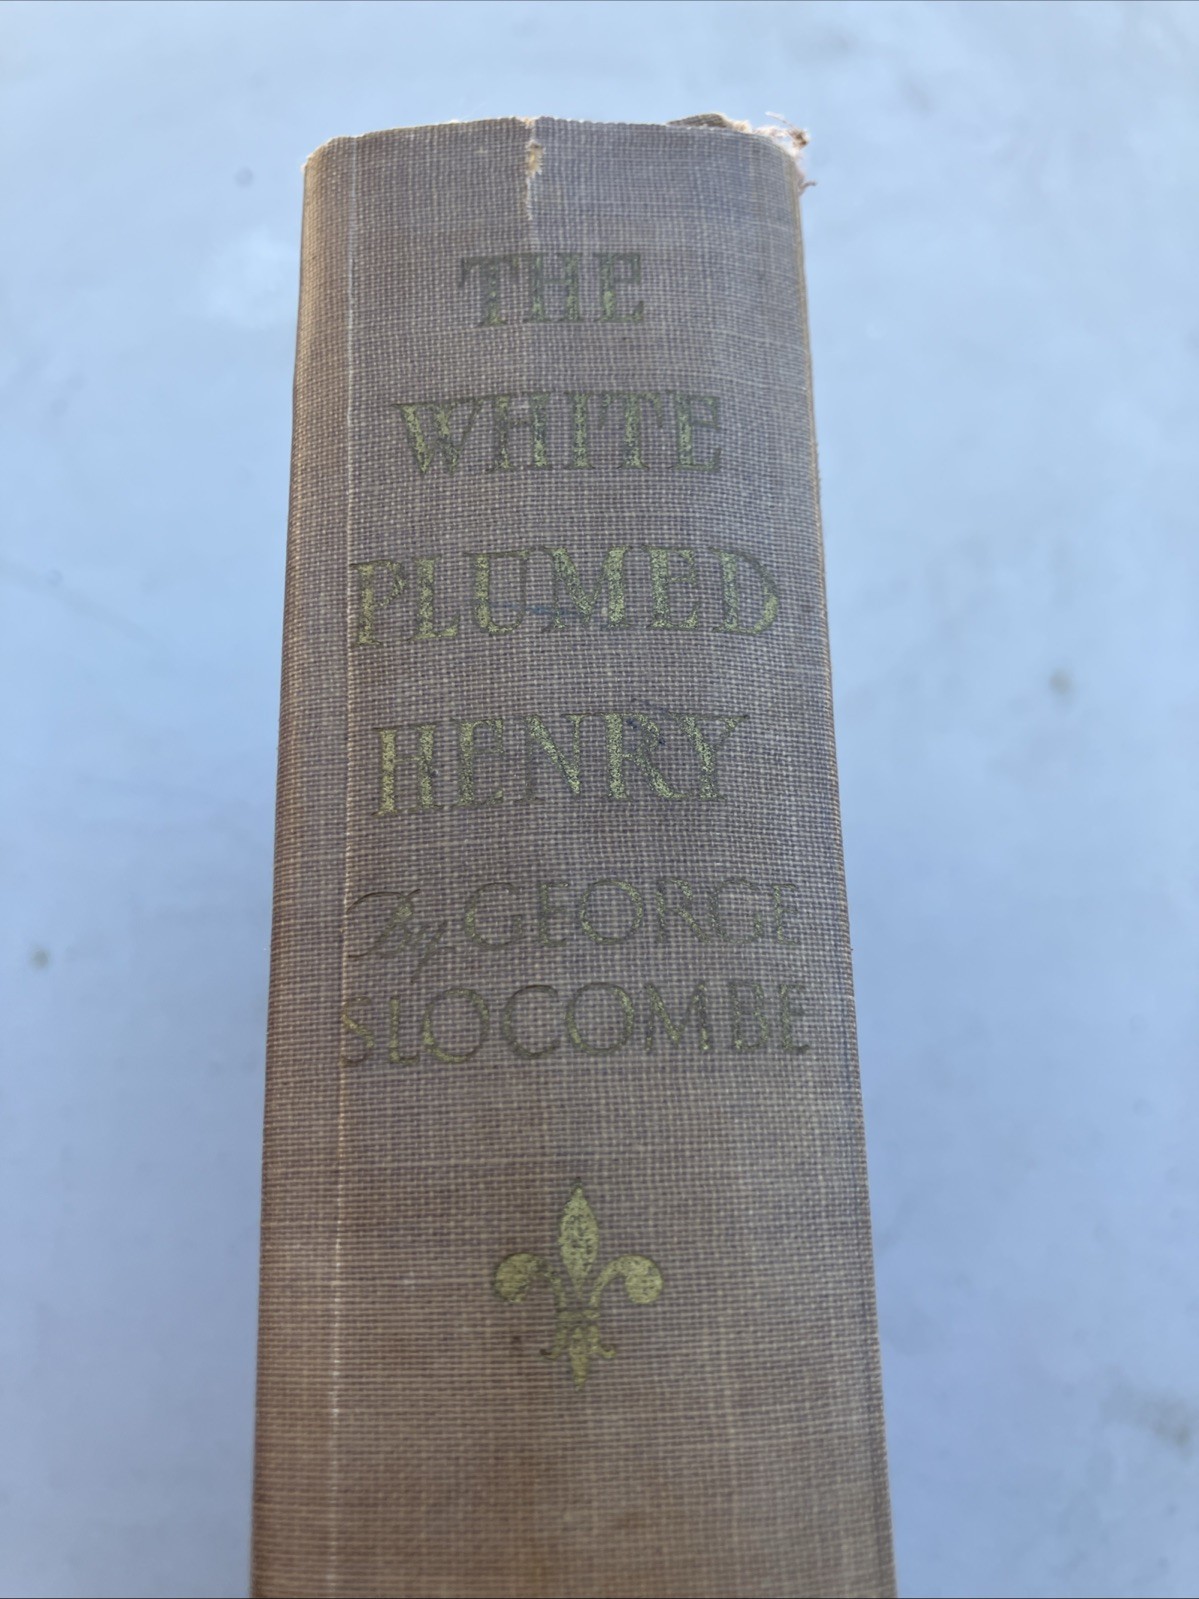 THE
WHITE
PLUMED
HENRY
By GEORGE
SLOCOMBE